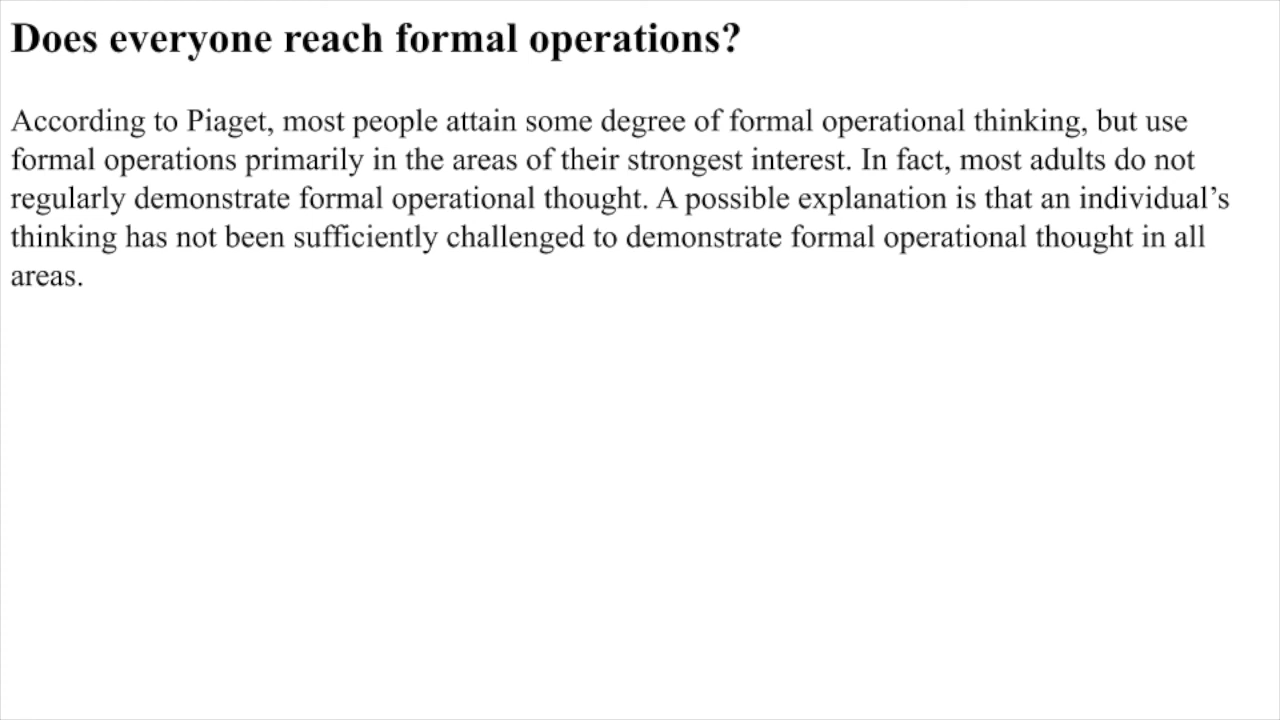 Does everyone reach formal operations?
According to Piaget, most people attain some degree of formal operational thinking, but use
formal operations primarily in the areas of their strongest interest. In fact, most adults do not
regularly demonstrate formal operational thought. A possible explanation is that an individual’s
thinking has not been sufficiently challenged to demonstrate formal operational thought in all
areas.